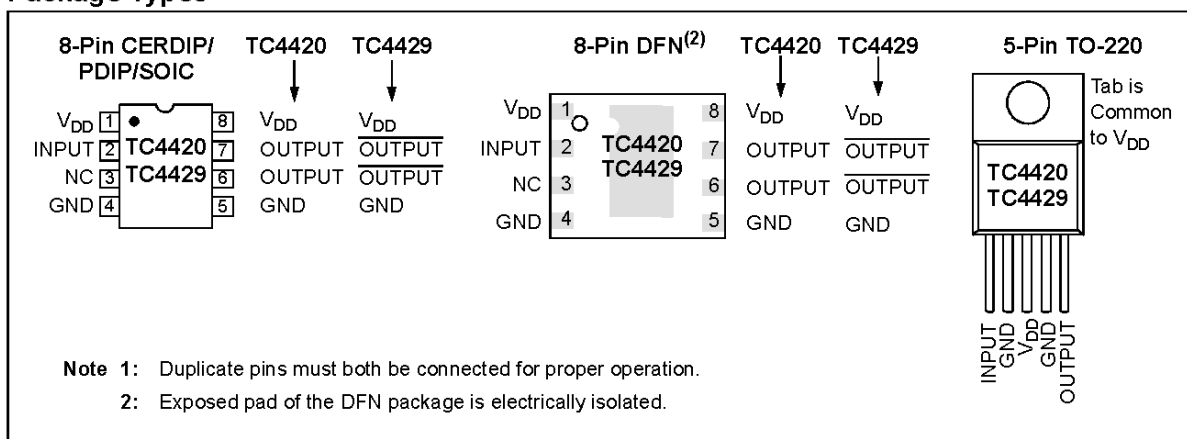 8-Pin CERDIP/
PDIP/SOIC
TC4420 TC4429
VDD 1 8 VDD VDD
INPUT 2 TC4420 7 OUTPUT OUTPUT
NC 3 TC4429 6 OUTPUT OUTPUT
GND 4 5 GND GND
8-Pin DFN(2)
TC4420 TC4429
VDD 1 8 VDD VDD
INPUT 2 TC4420 7 OUTPUT OUTPUT
NC 3 TC4429 6 OUTPUT OUTPUT
GND 4 5 GND GND
5-Pin TO-220
Tab is
Common
to VDD
TC4420
TC4429
INPUT
GND
VDD
GND
OUTPUT
Note 1: Duplicate pins must both be connected for proper operation.
2: Exposed pad of the DFN package is electrically isolated.